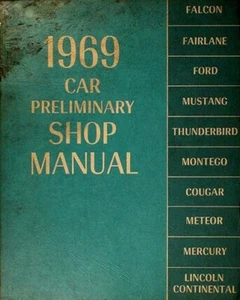 1969
CAR
PRELIMINARY
SHOP
MANUAL
FALCON
FAIRLANE
FORD
MUSTANG
THUNDERBIRD
MONTEGO
COUGAR
METEOR
MERCURY
LINCOLN
CONTINENTAL